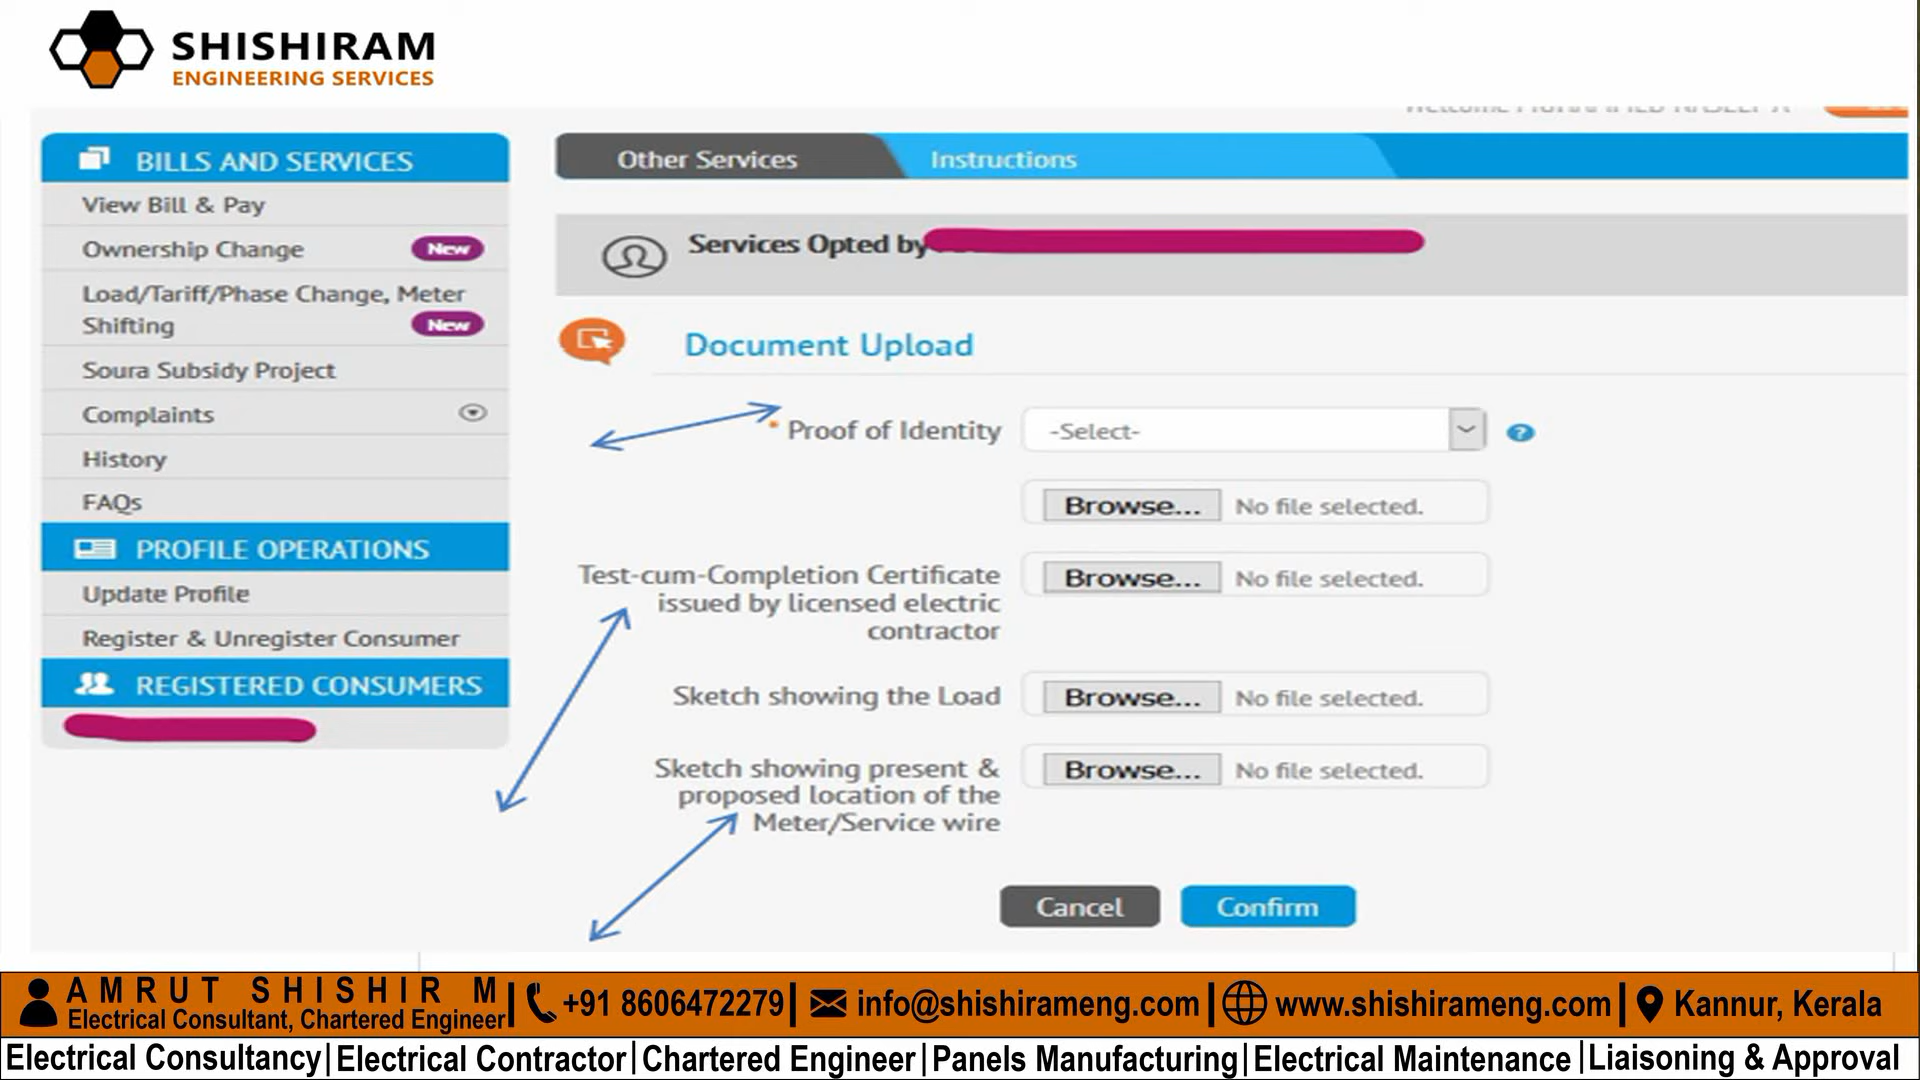 SHISHIRAM
ENGINEERING SERVICES
BILLS AND SERVICES
View Bill & Pay
Ownership Change New
Load/Tariff/Phase Change, Meter
Shifting New
Soura Subsidy Project
Complaints
History
FAQs
PROFILE OPERATIONS
Update Profile
Register & Unregister Consumer
REGISTERED CONSUMERS
Other Services Instructions
Services Opted by
Document Upload
* Proof of Identity -Select- ?
Browse... No file selected.
Test-cum-Completion Certificate Browse... No file selected.
issued by licensed electric
contractor
Sketch showing the Load Browse... No file selected.
Sketch showing present & Browse... No file selected.
proposed location of the
Meter/Service wire
Cancel Confirm
AMRUT SHISHIR M
Electrical Consultant, Chartered Engineer
| +91 8606472279 | info@shishirameng.com | www.shishirameng.com | Kannur, Kerala
Electrical Consultancy|Electrical Contractor|Chartered Engineer|Panels Manufacturing|Electrical Maintenance |Liaisoning & Approval